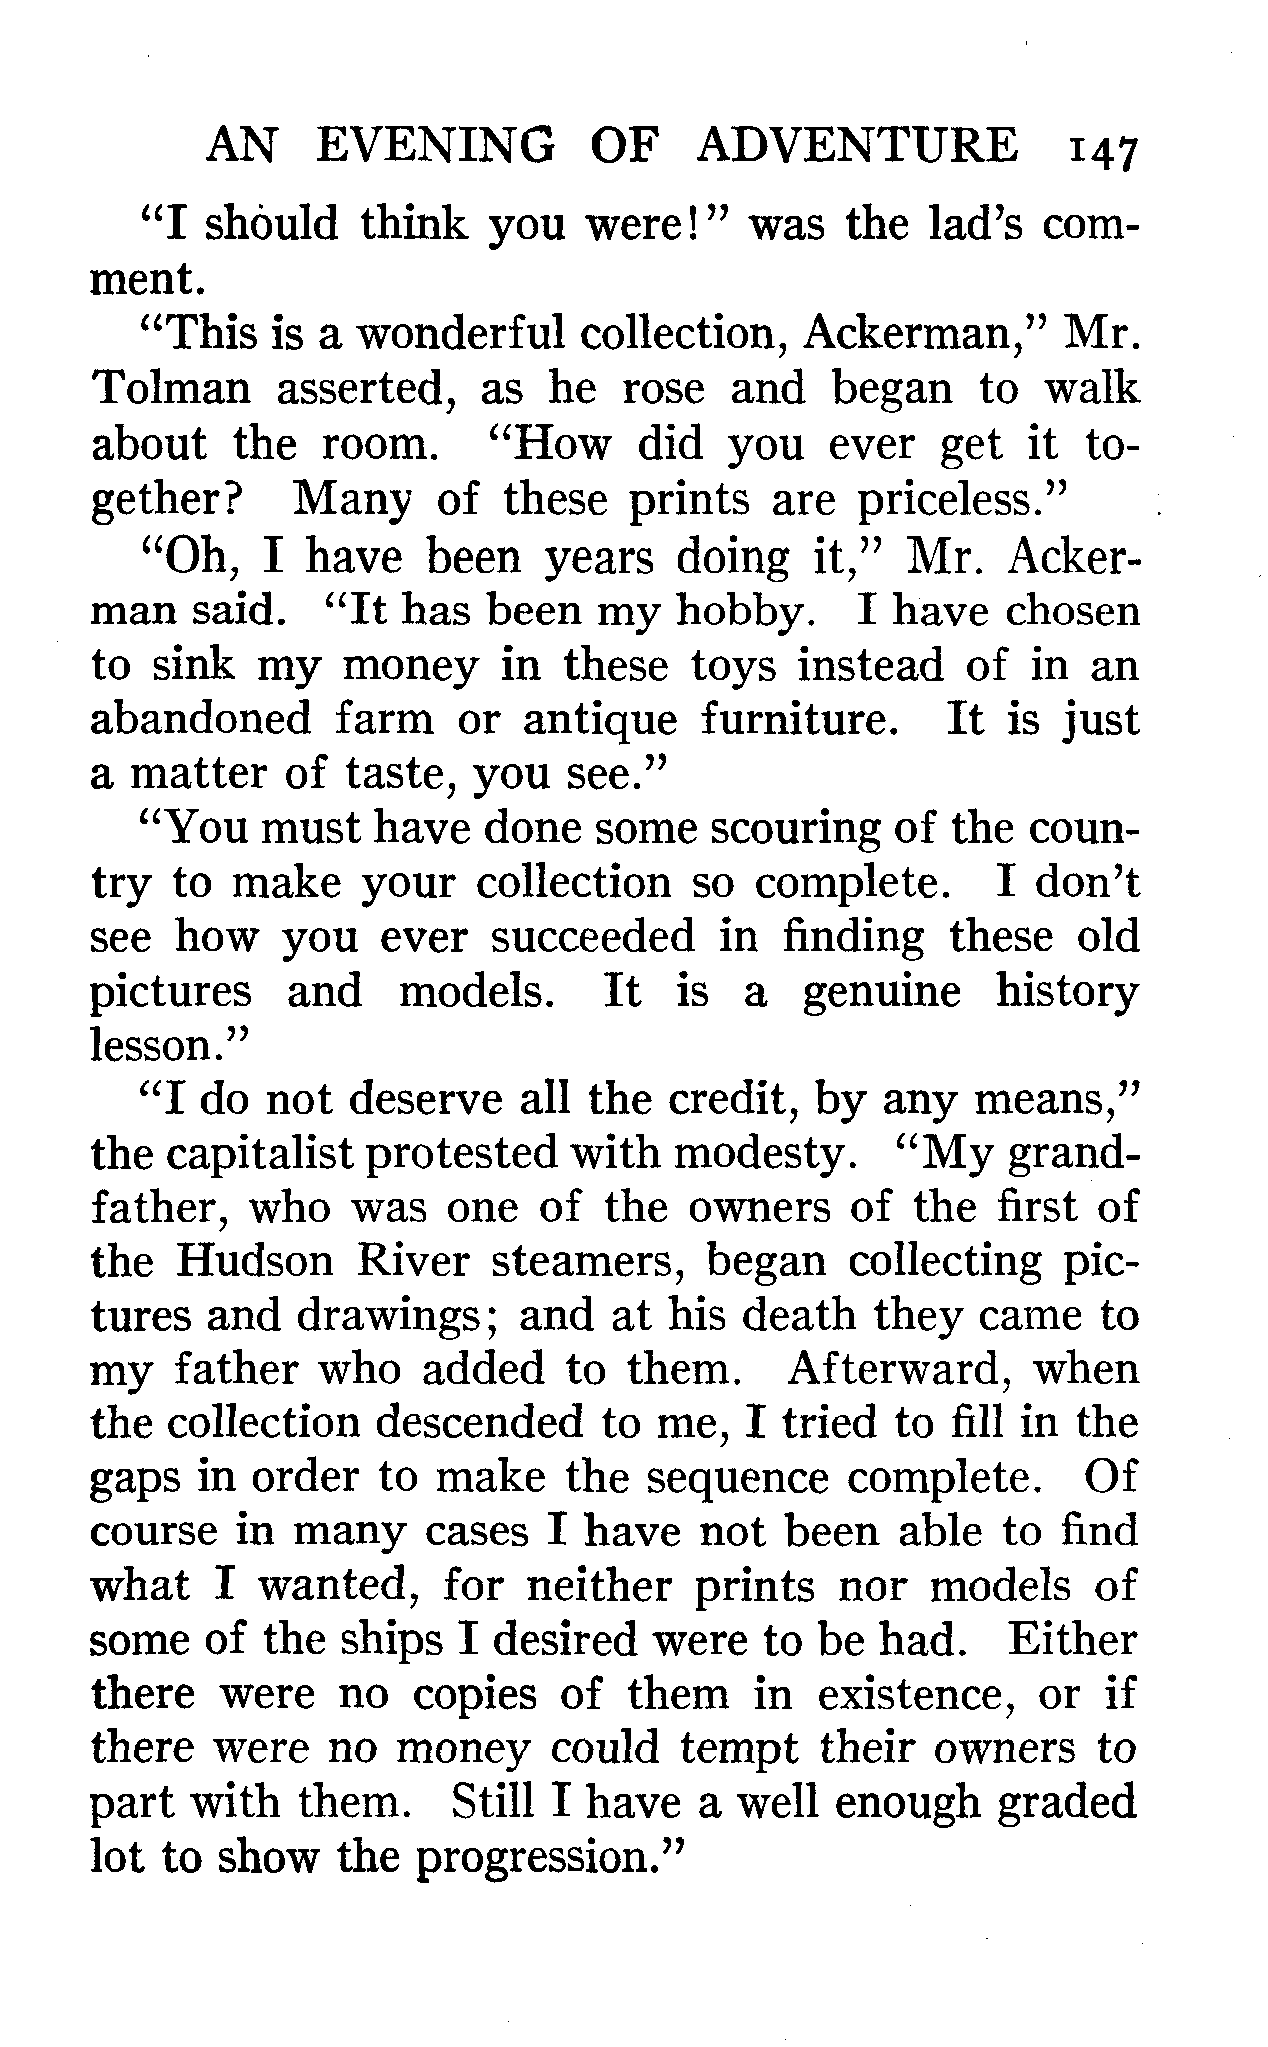 AN EVENING OF ADVENTURE 147
"I should think you were!" was the lad's com-
ment.
"This is a wonderful collection, Ackerman," Mr.
Tolman asserted, as he rose and began to walk
about the room. "How did you ever get it to-
gether? Many of these prints are priceless."
"Oh, I have been years doing it," Mr. Acker-
man said. "It has been my hobby. I have chosen
to sink my money in these toys instead of in an
abandoned farm or antique furniture. It is just
a matter of taste, you see."
"You must have done some scouring of the coun-
try to make your collection so complete. I don't
see how you ever succeeded in finding these old
pictures and models. It is a genuine history
lesson."
"I do not deserve all the credit, by any means,"
the capitalist protested with modesty. "My grand-
father, who was one of the owners of the first of
the Hudson River steamers, began collecting pic-
tures and drawings; and at his death they came to
my father who added to them. Afterward, when
the collection descended to me, I tried to fill in the
gaps in order to make the sequence complete. Of
course in many cases I have not been able to find
what I wanted, for neither prints nor models of
some of the ships I desired were to be had. Either
there were no copies of them in existence, or if
there were no money could tempt their owners to
part with them. Still I have a well enough graded
lot to show the progression."